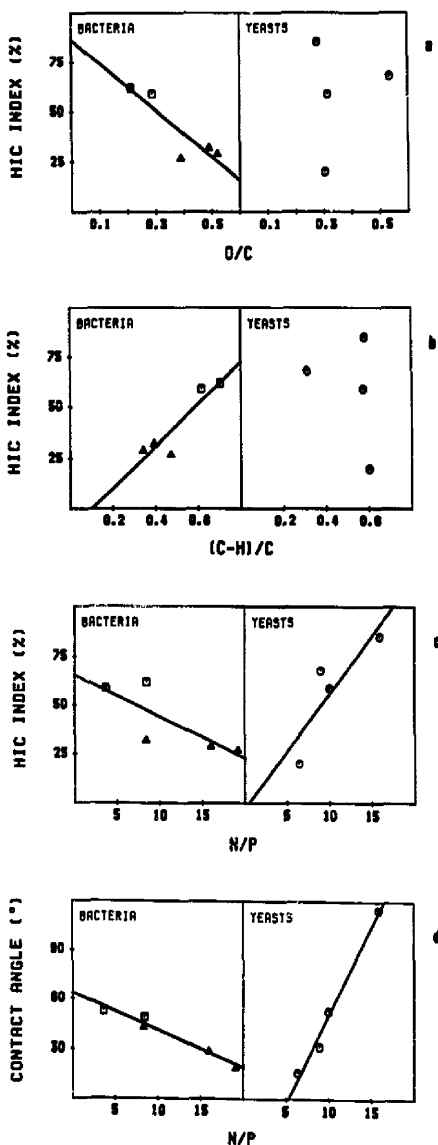 BACTERIA YEASTS a
HIC INDEX (%)
75
50
25
0.1 0.3 0.5 0.1 0.3 0.5
O/C
BACTERIA YEASTS b
HIC INDEX (%)
75
50
25
0.2 0.4 0.6 0.2 0.4 0.6
(C-H)/C
BACTERIA YEASTS
HIC INDEX (%)
75
50
25
5 10 15 5 10 15
N/P
BACTERIA YEASTS d
CONTACT ANGLE (°)
90
60
30
5 10 15 5 10 15
N/P